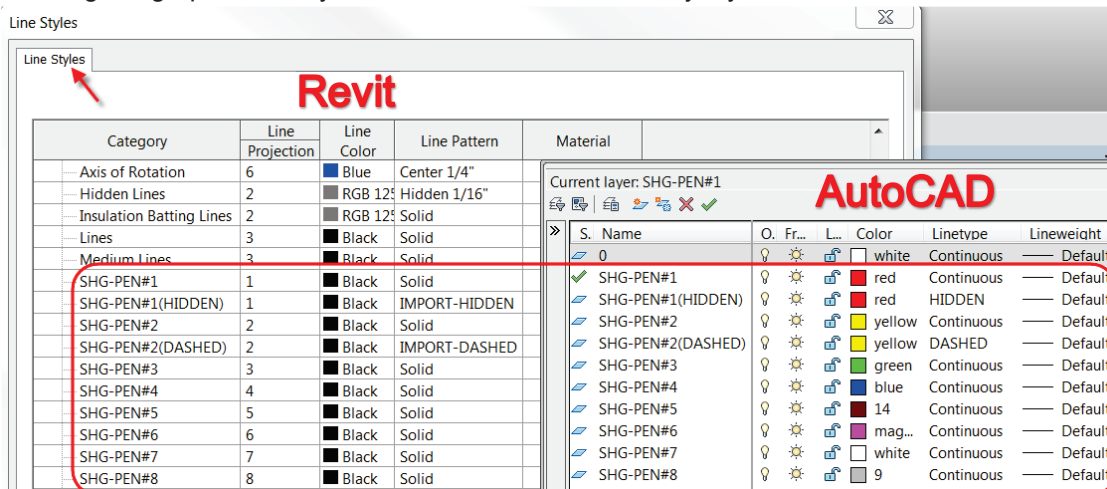 Line Styles
Line Styles
Revit
Category Line Projection Line Color Line Pattern Material
Axis of Rotation 6 Blue Center 1/4"
Hidden Lines 2 RGB 125 Hidden 1/16"
Insulation Batting Lines 2 RGB 125 Solid
Lines 3 Black Solid
Medium Lines 3 Black Solid
SHG-PEN#1 1 Black Solid
SHG-PEN#1(HIDDEN) 1 Black IMPORT-HIDDEN
SHG-PEN#2 2 Black Solid
SHG-PEN#2(DASHED) 2 Black IMPORT-DASHED
SHG-PEN#3 3 Black Solid
SHG-PEN#4 4 Black Solid
SHG-PEN#5 5 Black Solid
SHG-PEN#6 6 Black Solid
SHG-PEN#7 7 Black Solid
SHG-PEN#8 8 Black Solid
Current layer: SHG-PEN#1
AutoCAD
S. Name O. Fr... L... Color Linetype Lineweight
0 white Continuous Default
SHG-PEN#1 red Continuous Default
SHG-PEN#1(HIDDEN) red HIDDEN Default
SHG-PEN#2 yellow Continuous Default
SHG-PEN#2(DASHED) yellow DASHED Default
SHG-PEN#3 green Continuous Default
SHG-PEN#4 blue Continuous Default
SHG-PEN#5 14 Continuous Default
SHG-PEN#6 mag... Continuous Default
SHG-PEN#7 white Continuous Default
SHG-PEN#8 9 Continuous Default